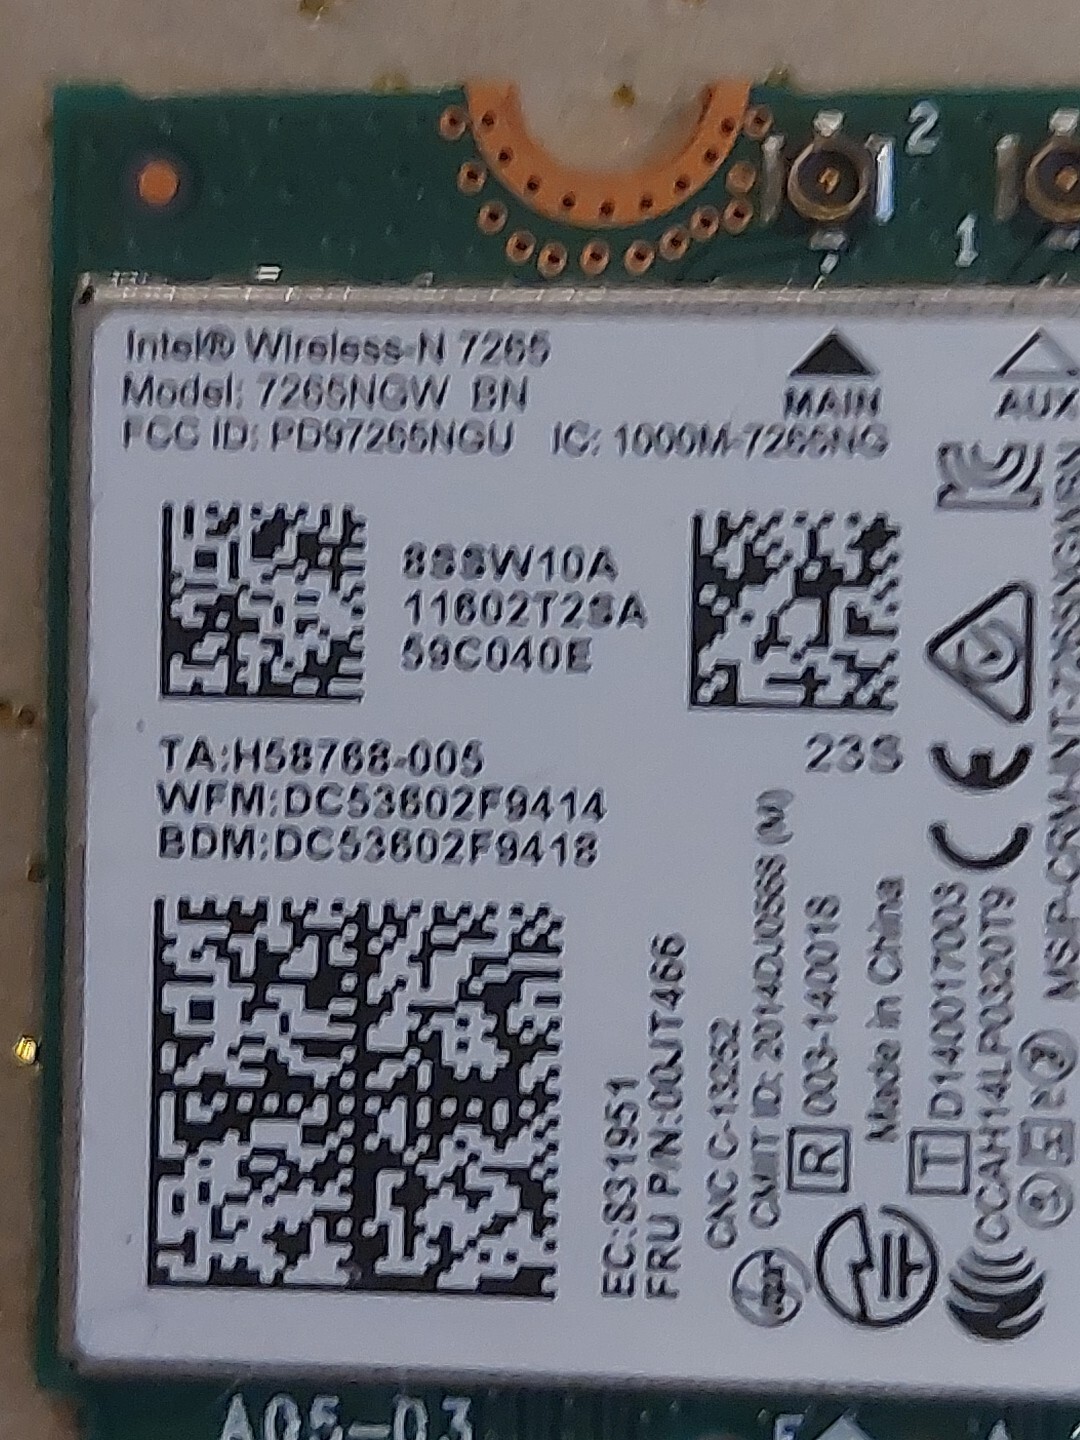 2
1
Intel® Wireless-N 7265
Model: 7265NGW BN
FCC ID: PD97265NGU IC: 1000M-7265NG
MAIN
AUX
8SSW10A
11602T2SA
59C040E
23S
TA:H58768-005
WFM:DC53602F9414
BDM:DC53602F9418
EC:S31951
FRU P/N:00JT466
CNC C-13252
CMIIT ID: 2014DJ0568 (M)
R 003-140018
Made in China
T D140017003
CCAH14LP0320T9
A05-03